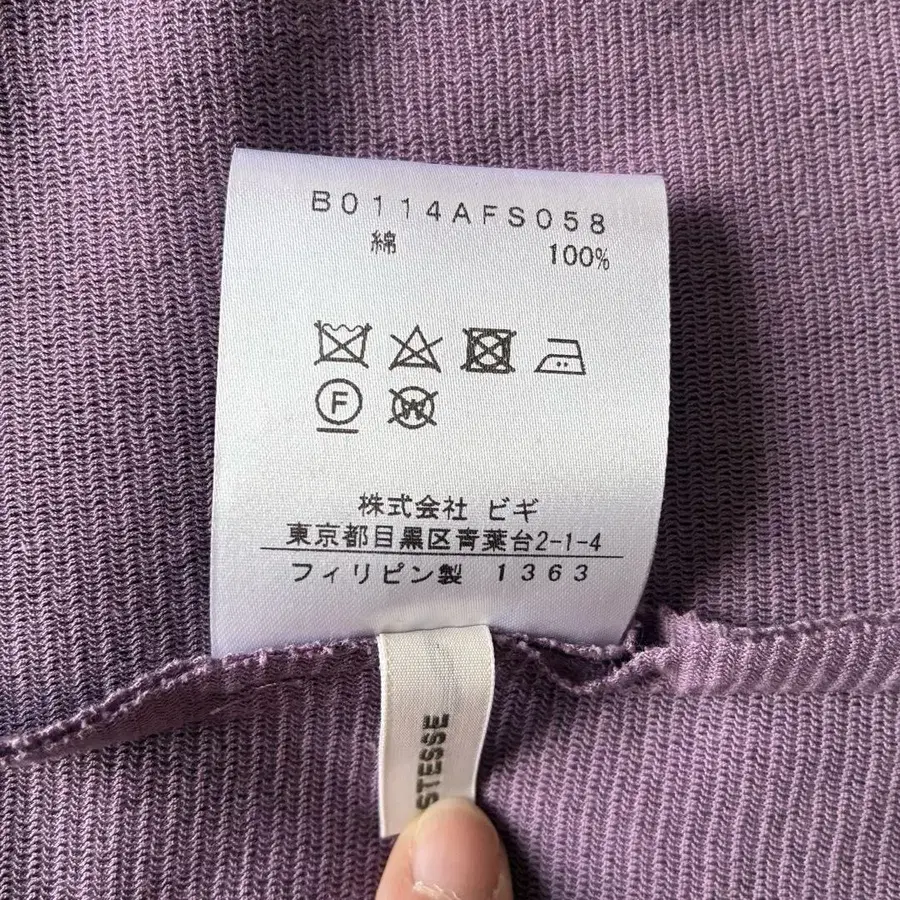 B0114AFS058
綿 100%
F
W
株式会社 ビギ
東京都目黒区青葉台2-1-4
フィリピン製 1363
STESSE